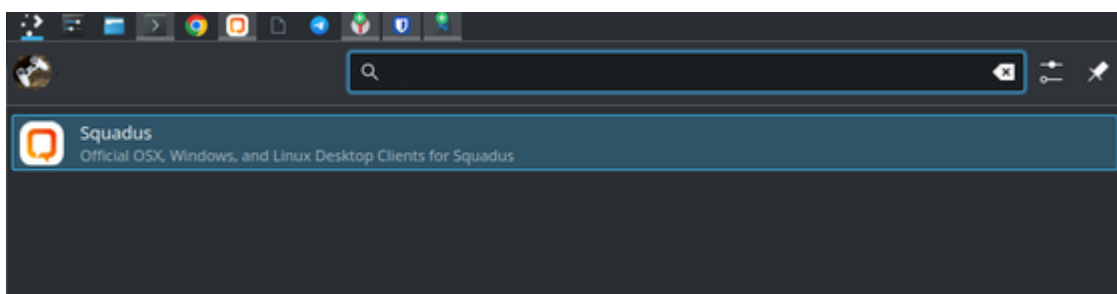 Squadus
Official OSX, Windows, and Linux Desktop Clients for Squadus